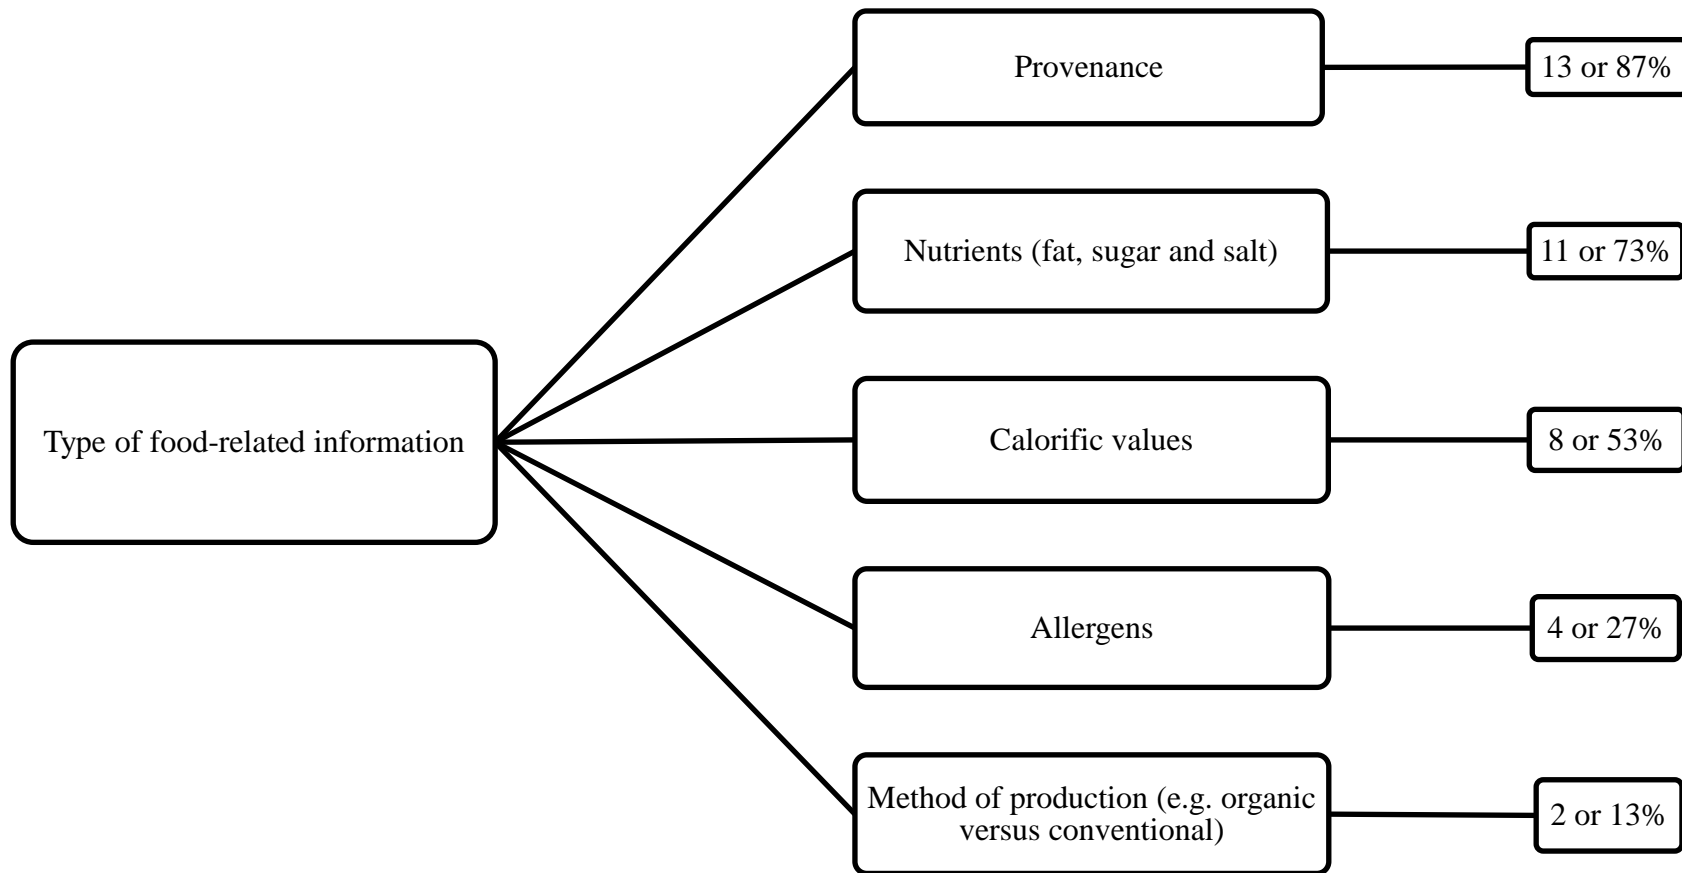 Provenance
13 or 87%
Nutrients (fat, sugar and salt)
11 or 73%
Type of food-related information
Calorific values
8 or 53%
Allergens
4 or 27%
Method of production (e.g. organic
versus conventional)
2 or 13%